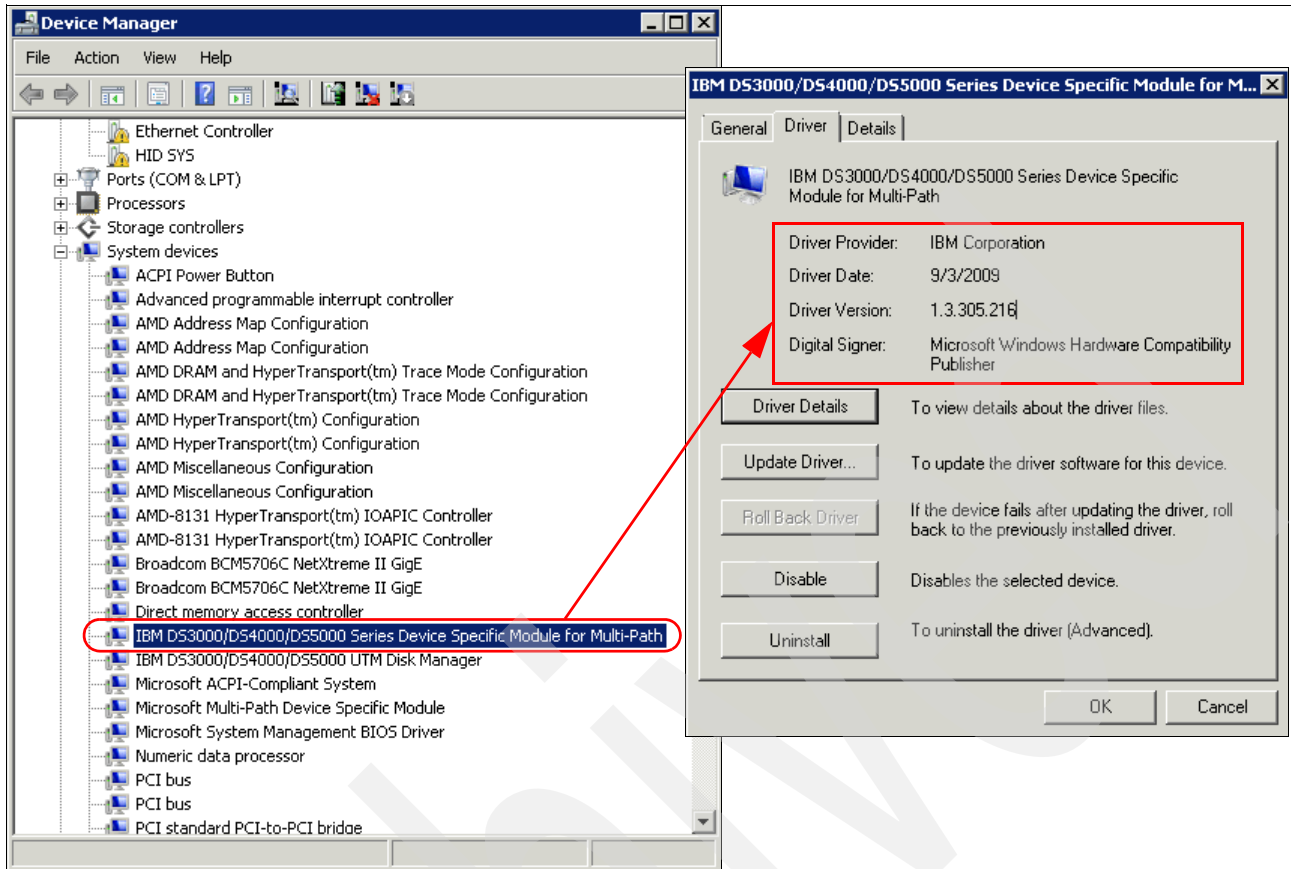 Device Manager
File Action View Help
Ethernet Controller
HID SYS
Ports (COM & LPT)
Processors
Storage controllers
System devices
ACPI Power Button
Advanced programmable interrupt controller
AMD Address Map Configuration
AMD Address Map Configuration
AMD DRAM and HyperTransport(tm) Trace Mode Configuration
AMD DRAM and HyperTransport(tm) Trace Mode Configuration
AMD HyperTransport(tm) Configuration
AMD HyperTransport(tm) Configuration
AMD Miscellaneous Configuration
AMD Miscellaneous Configuration
AMD-8131 HyperTransport(tm) IOAPIC Controller
AMD-8131 HyperTransport(tm) IOAPIC Controller
Broadcom BCM5706C NetXtreme II GigE
Broadcom BCM5706C NetXtreme II GigE
Direct memory access controller
IBM DS3000/DS4000/DS5000 Series Device Specific Module for Multi-Path
IBM DS3000/DS4000/DS5000 UTM Disk Manager
Microsoft ACPI-Compliant System
Microsoft Multi-Path Device Specific Module
Microsoft System Management BIOS Driver
Numeric data processor
PCI bus
PCI bus
PCI standard PCI-to-PCI bridge
IBM DS3000/DS4000/DS5000 Series Device Specific Module for M...
General Driver Details
IBM DS3000/DS4000/DS5000 Series Device Specific
Module for Multi-Path
Driver Provider: IBM Corporation
Driver Date: 9/3/2009
Driver Version: 1.3.305.216
Digital Signer: Microsoft Windows Hardware Compatibility
Publisher
Driver Details To view details about the driver files.
Update Driver... To update the driver software for this device.
Roll Back Driver If the device fails after updating the driver, roll
back to the previously installed driver.
Disable Disables the selected device.
Uninstall To uninstall the driver (Advanced).
OK Cancel